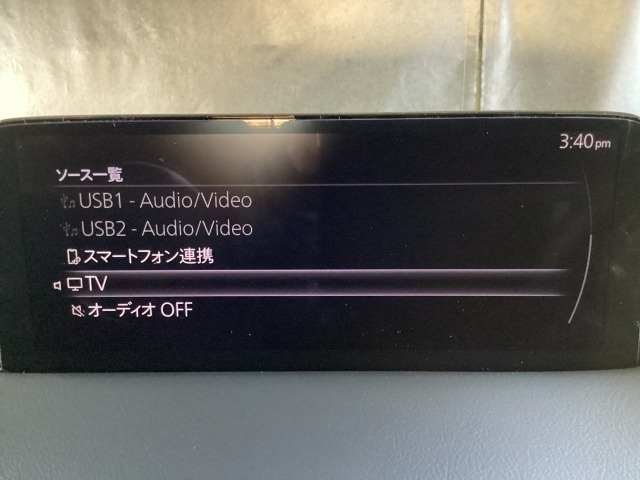 3:40pm
ソース一覧
USB1 - Audio/Video
USB2 - Audio/Video
スマートフォン連携
TV
オーディオ OFF